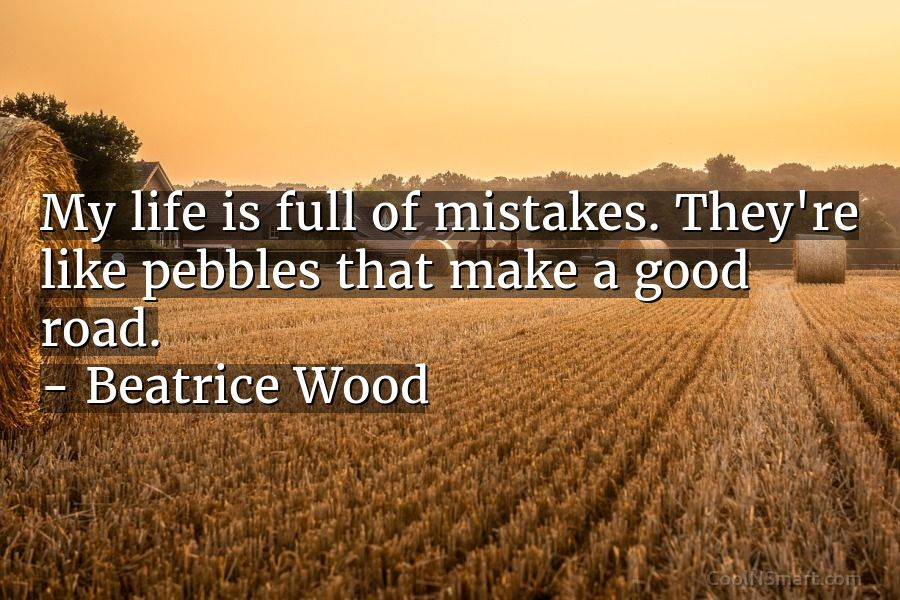 My life is full of mistakes. They're
like pebbles that make a good
road.
- Beatrice Wood
CoolNSmart.com